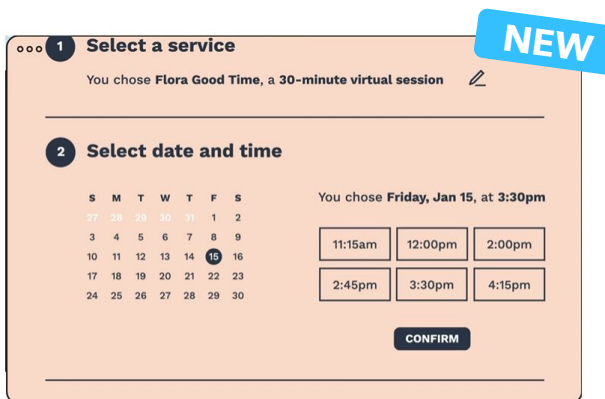 NEW
1 Select a service
You chose Flora Good Time, a 30-minute virtual session
2 Select date and time
S M T W T F S
27 28 29 30 31 1 2
3 4 5 6 7 8 9
10 11 12 13 14 15 16
17 18 19 20 21 22 23
24 25 26 27 28 29 30
You chose Friday, Jan 15, at 3:30pm
11:15am 12:00pm 2:00pm
2:45pm 3:30pm 4:15pm
CONFIRM